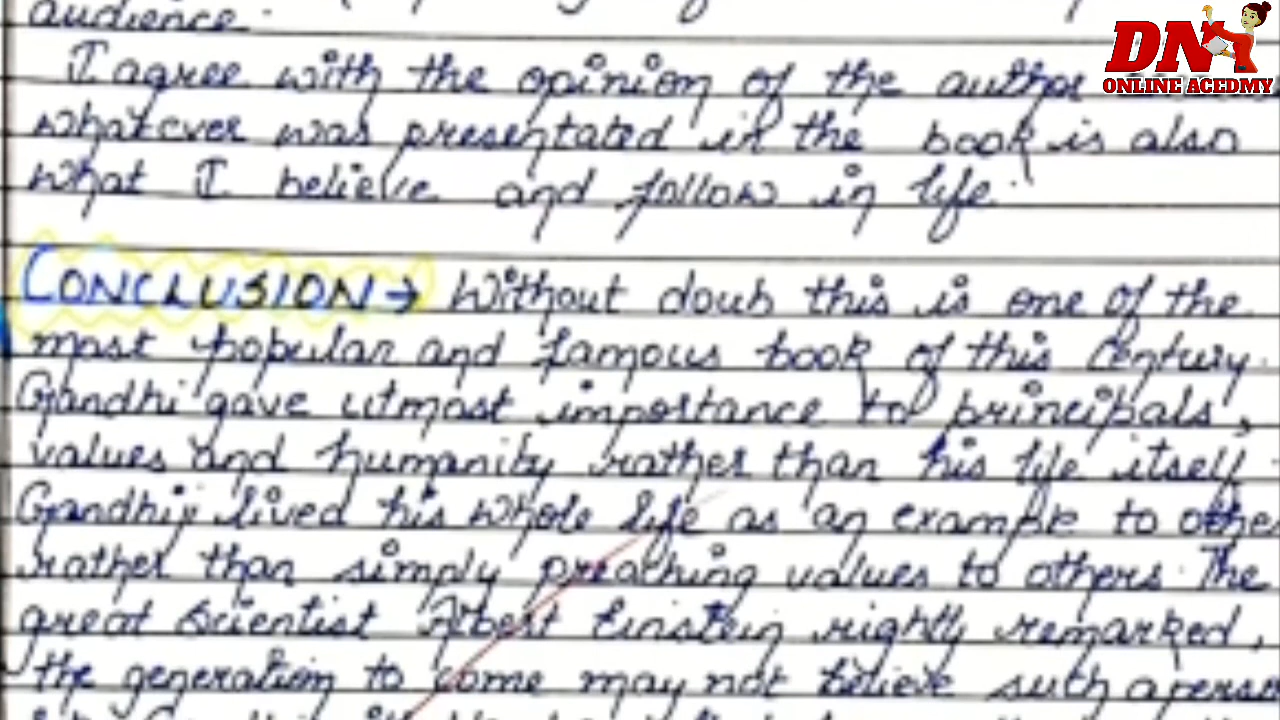 audience.
DNA
ONLINE ACEDMY
I agree with the opinion of the author
whatever was presentated in the book is also
what I believe and follow in life.
CONCLUSION → Without doub this is one of the
most popular and famous book of this Century.
Gandhi gave utmost importance to principals,
values and humanity rather than his life itself.
Gandhiji lived his whole life as an example to othe
rather than simply preaching values to others. The
great scientist Albert Einstein rightly remarked,
the generation to come may not believe such a perso